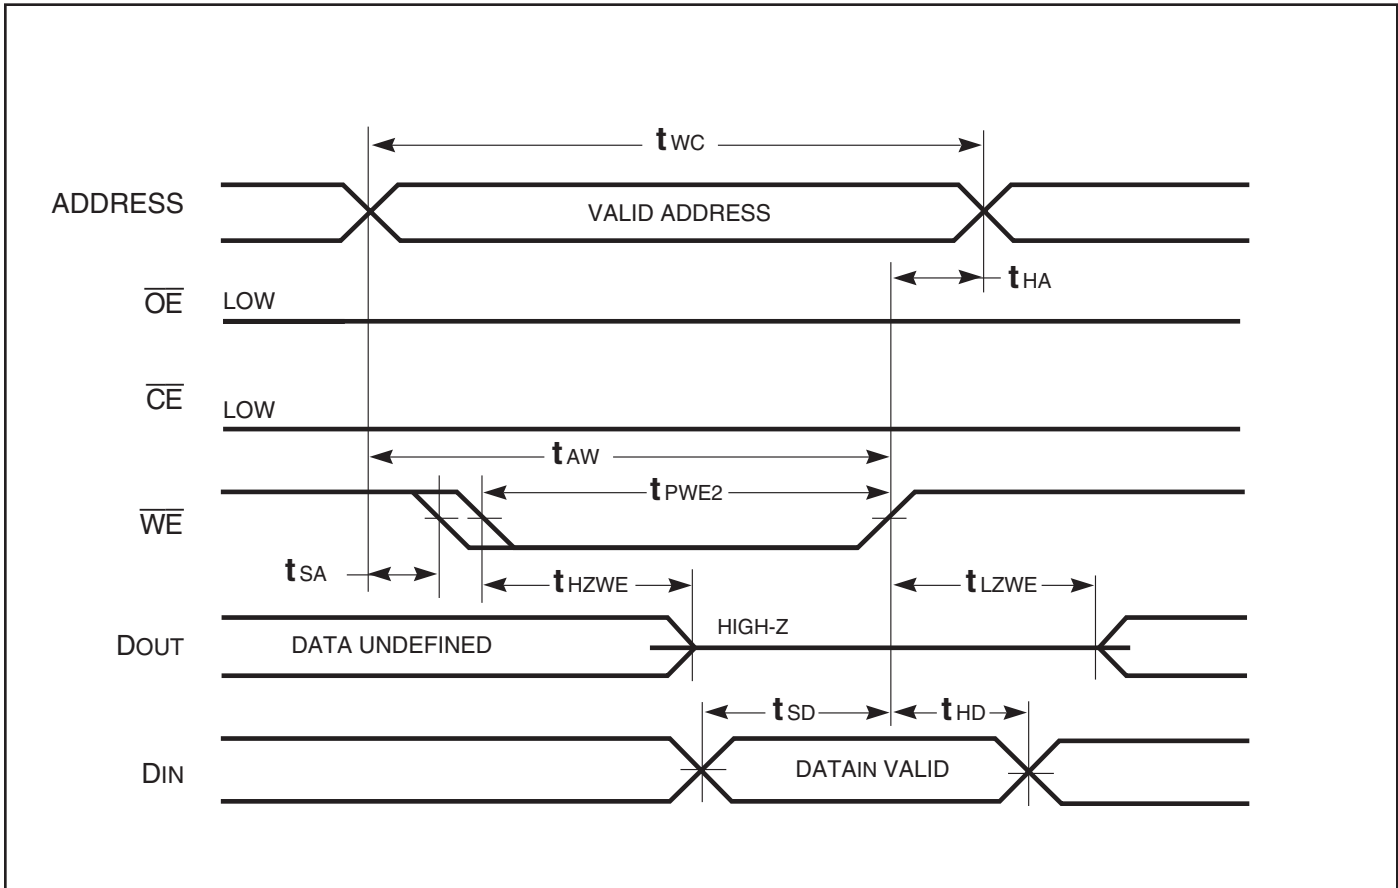 tWC
ADDRESS
VALID ADDRESS
tHA
OE
LOW
CE
LOW
tAW
tPWE2
WE
tSA
tHZWE
tLZWE
DOUT
DATA UNDEFINED
HIGH-Z
tSD
tHD
DIN
DATAIN VALID